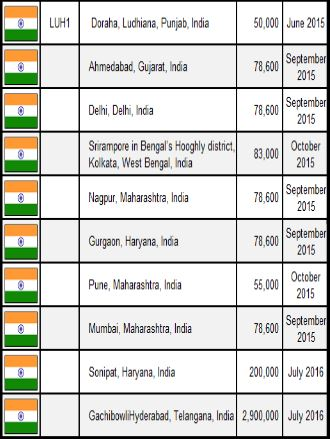 LUH1 Doraha, Ludhiana, Punjab, India 50,000 June 2015
Ahmedabad, Gujarat, India 78,600 September
2015
Delhi, Delhi, India 78,600 September
2015
Srirampore in Bengal's Hooghly district, 83,000 October
Kolkata, West Bengal, India 2015
Nagpur, Maharashtra, India 78,600 September
2015
Gurgaon, Haryana, India 78,600 September
2015
Pune, Maharashtra, India 55,000 October
2015
Mumbai, Maharashtra, India 78,600 September
2015
Sonipat, Haryana, India 200,000 July 2016
GachibowliHyderabad, Telangana, India 2,900,000 July 2016